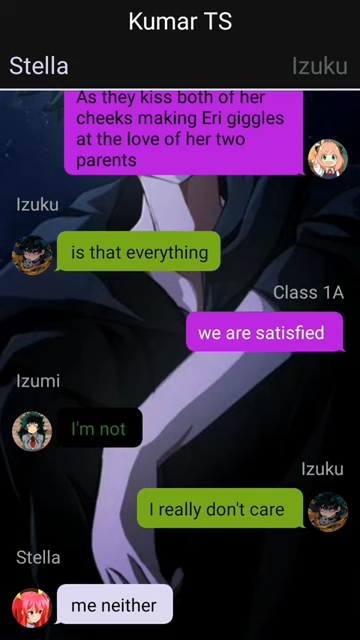 Kumar TS
Stella
Izuku
As they kiss both of her
cheeks making Eri giggles
at the love of her two
parents
Izuku
is that everything
Class 1A
we are satisfied
Izumi
I'm not
Izuku
I really don't care
Stella
me neither